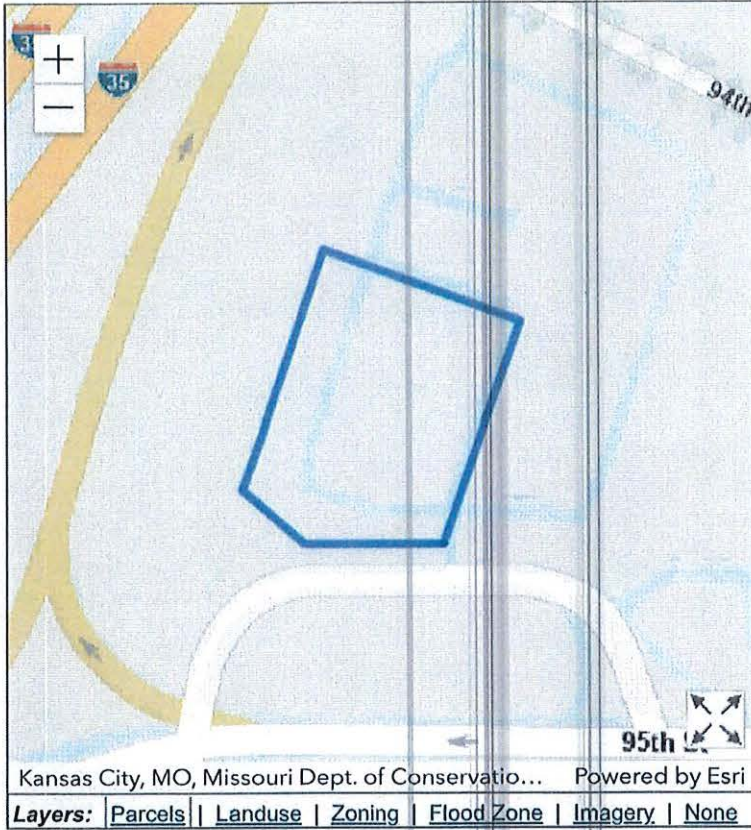 +
35
−
94th
95th
Kansas City, MO, Missouri Dept. of Conservatio... Powered by Esri
Layers: Parcels | Landuse | Zoning | Flood Zone | Imagery | None